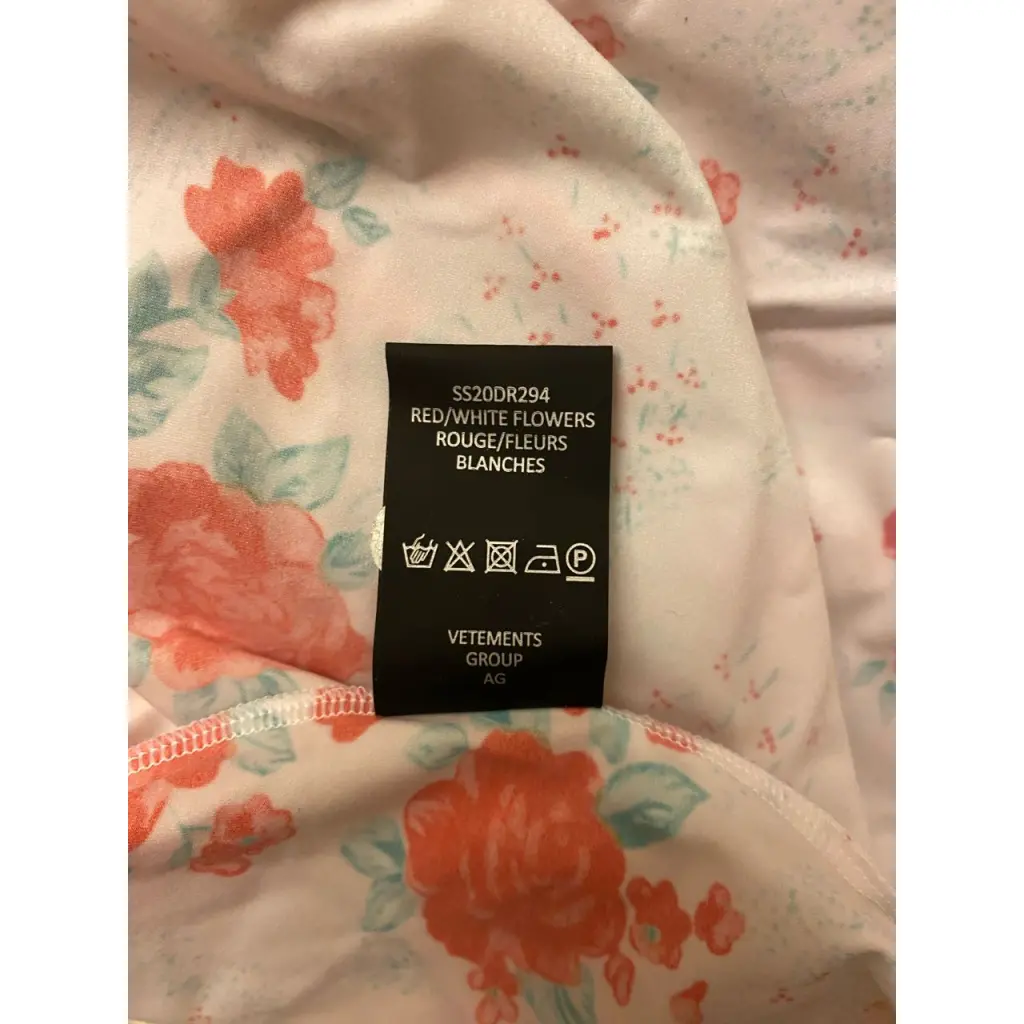 SS20DR294
RED/WHITE FLOWERS
ROUGE/FLEURS
BLANCHES
P
VETEMENTS
GROUP
AG